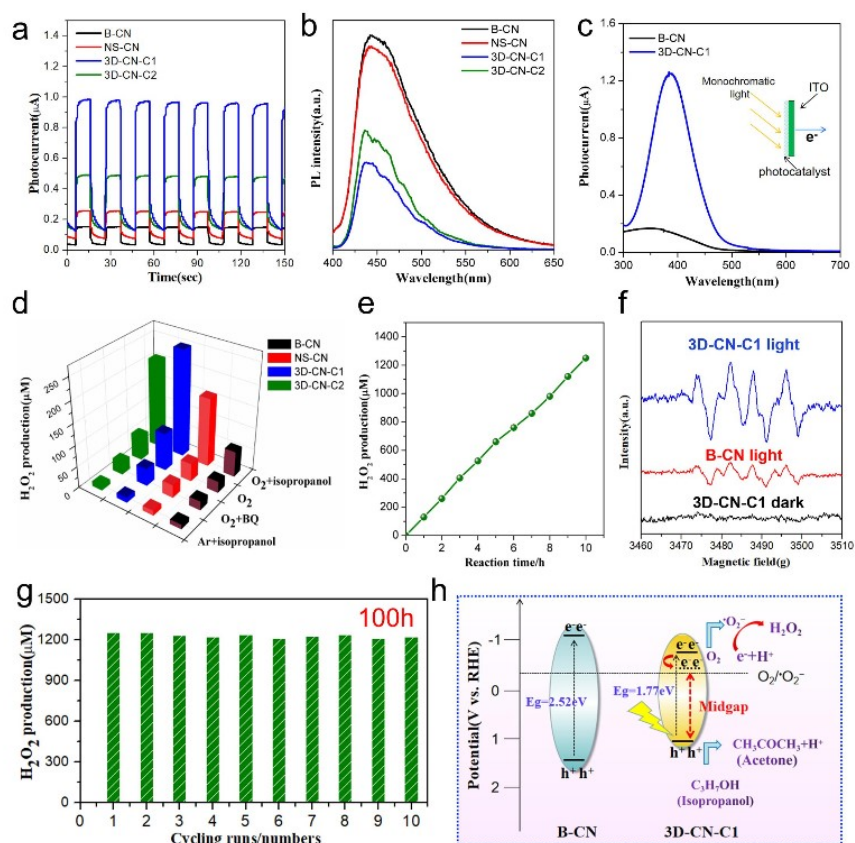 a
B-CN
NS-CN
3D-CN-C1
3D-CN-C2
Photocurrent(μA)
1.4
1.2
1.0
0.8
0.6
0.4
0.2
0.0
0 30 60 90 120 150
Time(sec)
b
B-CN
NS-CN
3D-CN-C1
3D-CN-C2
PL intensity(a.u.)
400 450 500 550 600 650
Wavelength(nm)
c
B-CN
3D-CN-C1
Photocurrent(μA)
1.6
1.2
0.8
0.4
0.0
Monochromatic
light
ITO
e-
photocatalyst
300 400 500 600 700
Wavelength(nm)
d
B-CN
NS-CN
3D-CN-C1
3D-CN-C2
H2O2 production(μM)
250
200
150
100
50
0
O2+isopropanol
O2
O2+BQ
Ar+isopropanol
e
H2O2 production(μM)
1400
1200
1000
800
600
400
200
0
0 2 4 6 8 10
Reaction time/h
f
3D-CN-C1 light
B-CN light
3D-CN-C1 dark
Intensity(a.u.)
3460 3470 3480 3490 3500 3510
Magnetic field(g)
g
100h
H2O2 production(μM)
1500
1200
900
600
300
0
0 1 2 3 4 5 6 7 8 9 10
Cycling runs/numbers
h
Potential(V vs. RHE)
-1
0
1
2
e-e-
Eg=2.52eV
h+h+
B-CN
e-e-
e-e-
Eg=1.77eV
Midgap
h+h+
3D-CN-C1
·O2−
H2O2
O2
e-+H+
O2/·O2−
CH3COCH3+H+
(Acetone)
C3H7OH
(Isopropanol)